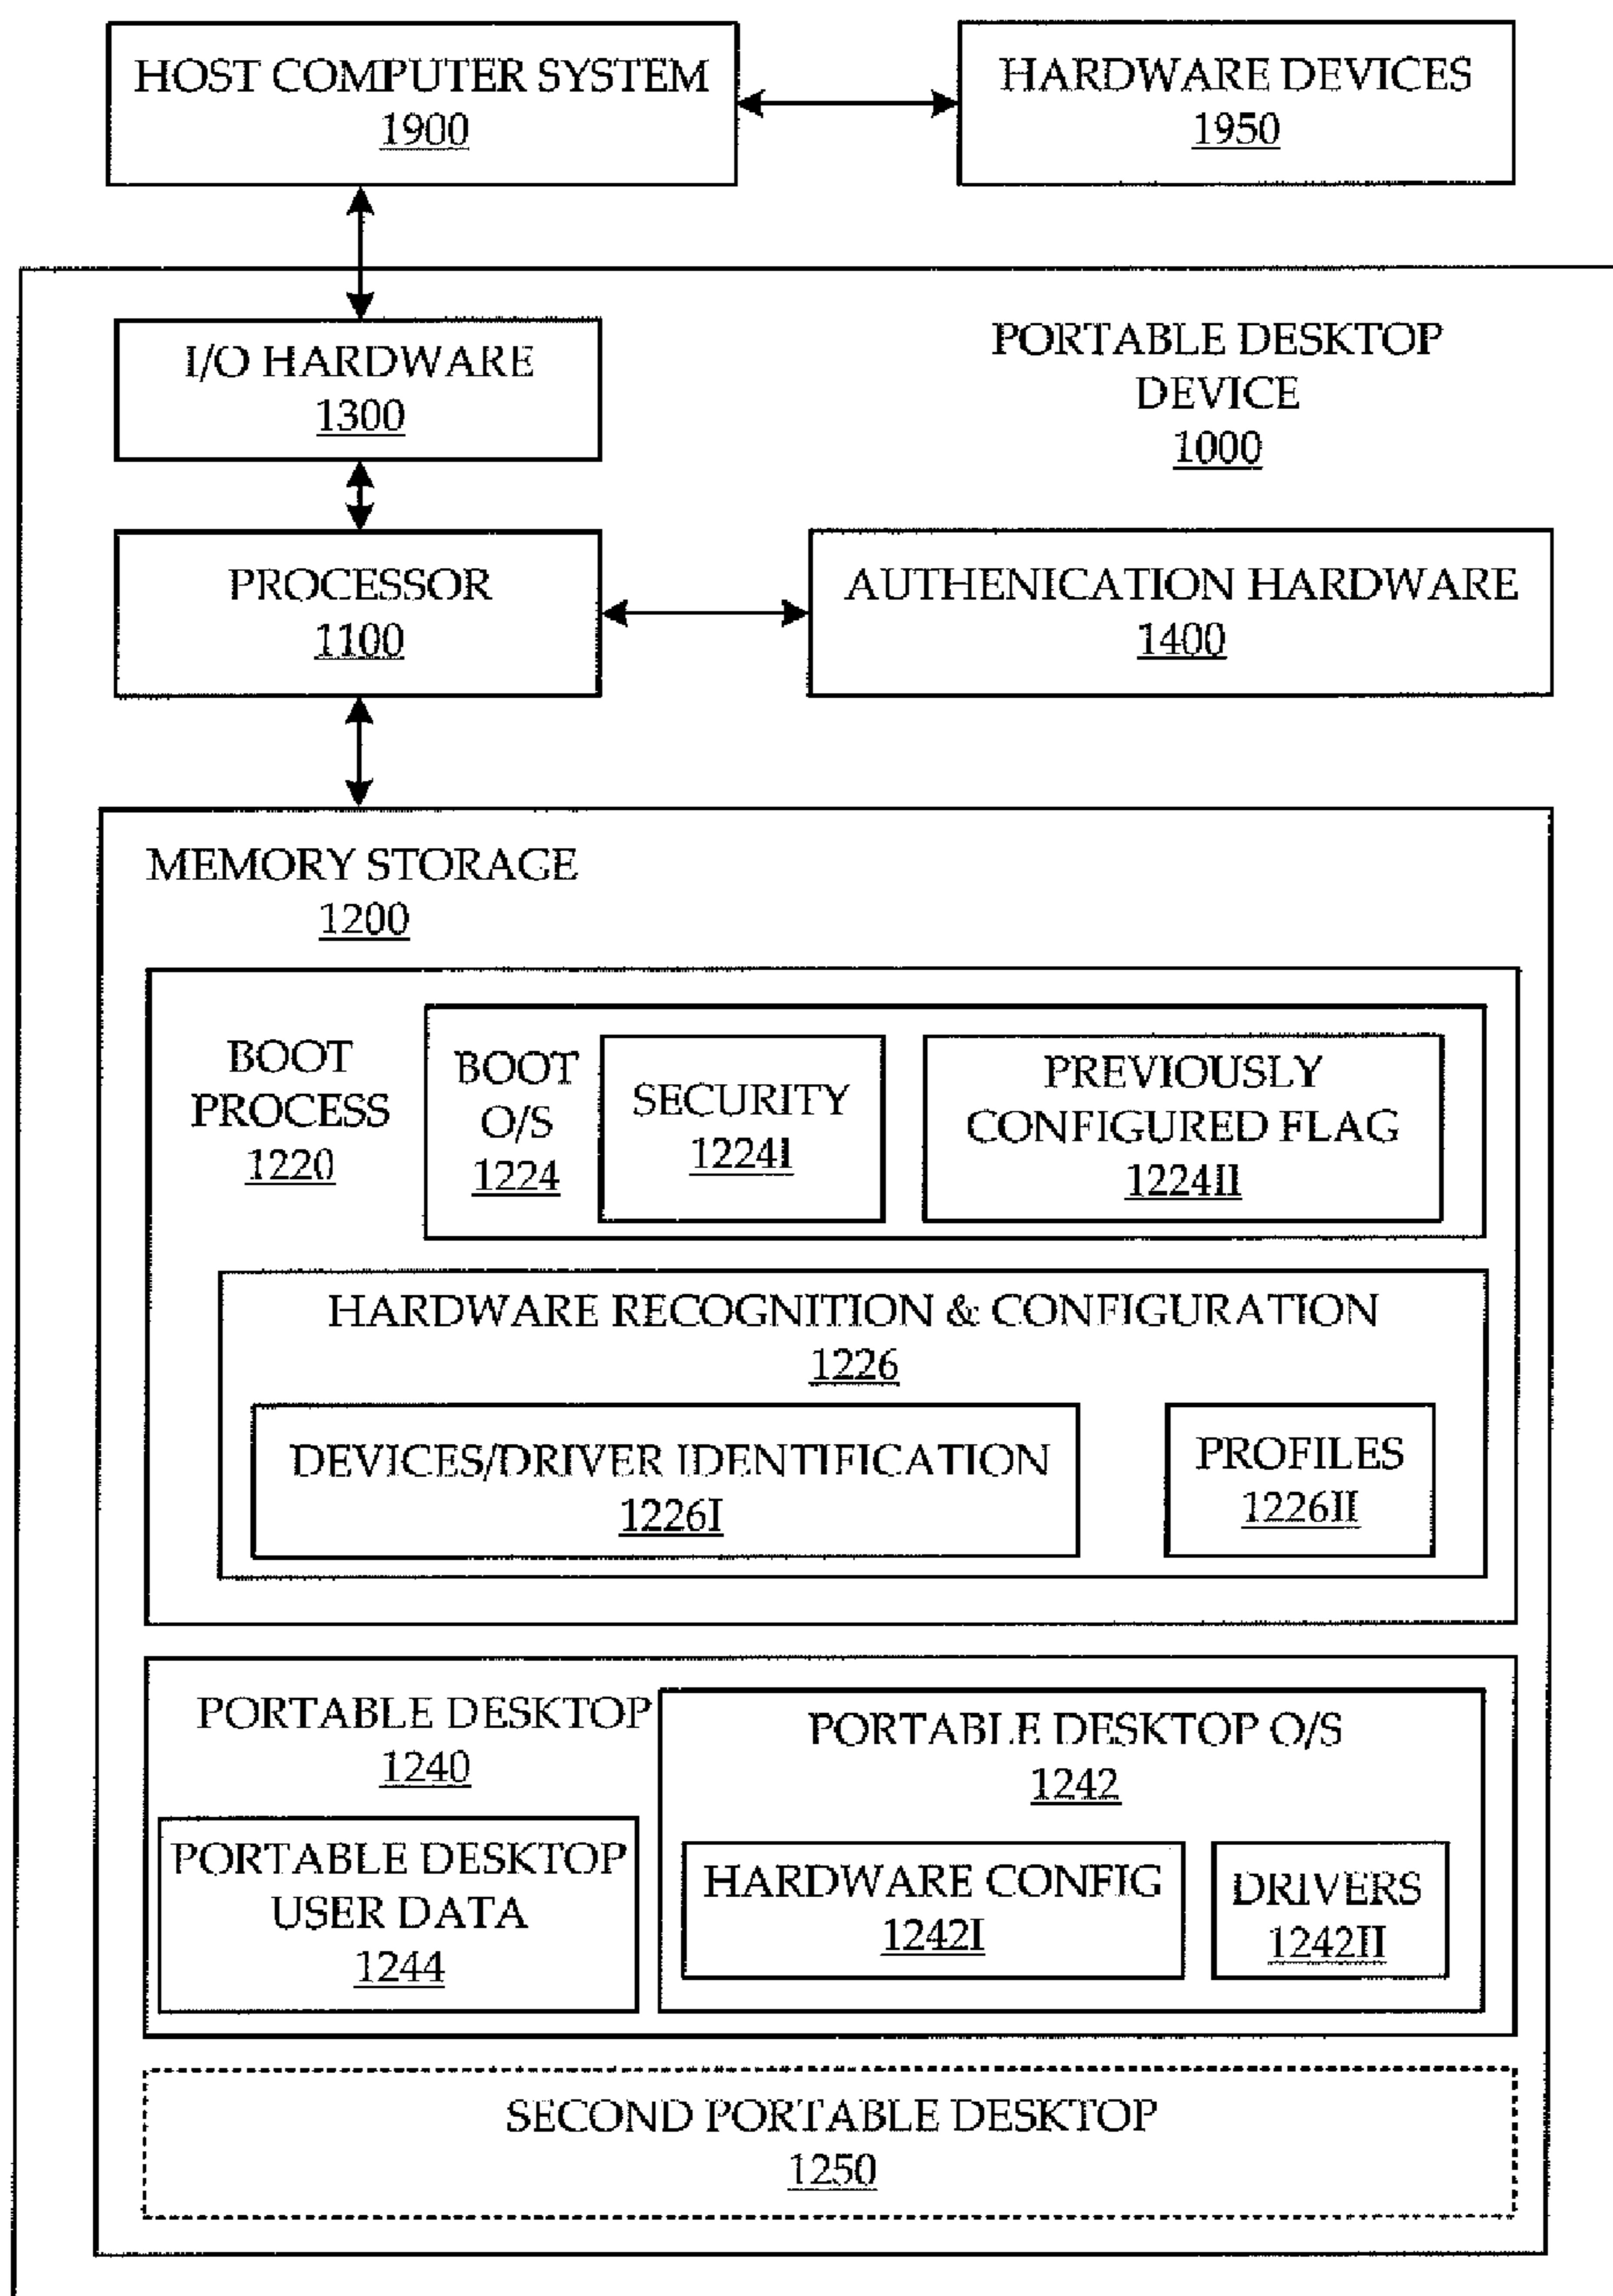 HOST COMPUTER SYSTEM
1900
HARDWARE DEVICES
1950
I/O HARDWARE
1300
PORTABLE DESKTOP
DEVICE
1000
PROCESSOR
1100
AUTHENICATION HARDWARE
1400
MEMORY STORAGE
1200
BOOT
PROCESS
1220
BOOT
O/S
1224
SECURITY
1224I
PREVIOUSLY
CONFIGURED FLAG
1224II
HARDWARE RECOGNITION & CONFIGURATION
1226
DEVICES/DRIVER IDENTIFICATION
1226I
PROFILES
1226II
PORTABLE DESKTOP
1240
PORTABLE DESKTOP O/S
1242
PORTABLE DESKTOP
USER DATA
1244
HARDWARE CONFIG
1242I
DRIVERS
1242II
SECOND PORTABLE DESKTOP
1250